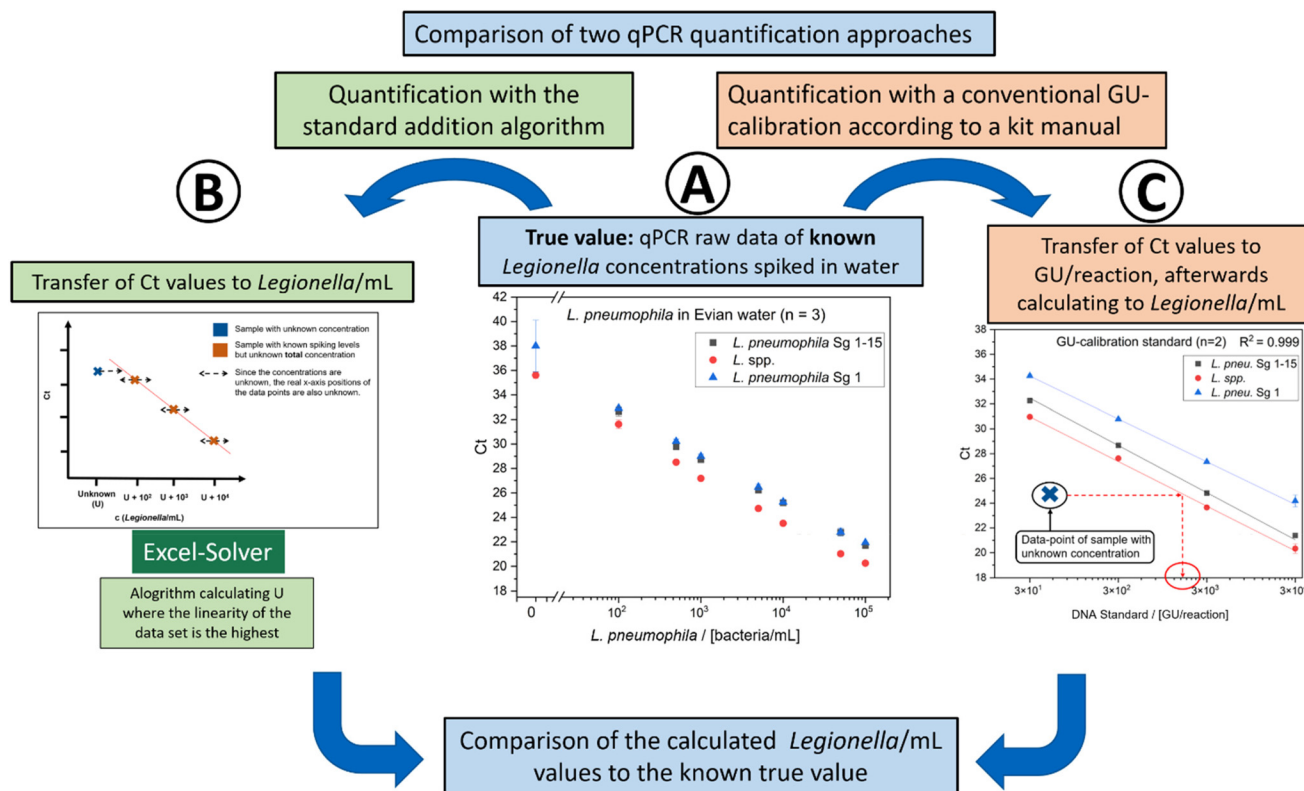 Comparison of two qPCR quantification approaches
Quantification with the
standard addition algorithm
Quantification with a conventional GU-
calibration according to a kit manual
B
A
C
Transfer of Ct values to Legionella/mL
Ct
Sample with unknown concentration
Sample with known spiking levels
but unknown total concentration
Since the concentrations are
unknown, the real x-axis positions of
the data points are also unknown.
Unknown
(U)
U + 10²
U + 10³
U + 10⁴
c (Legionella/mL)
Excel-Solver
Alogrithm calculating U
where the linearity of the
data set is the highest
True value: qPCR raw data of known
Legionella concentrations spiked in water
L. pneumophila in Evian water (n = 3)
L. pneumophila Sg 1-15
L. spp.
L. pneumophila Sg 1
Ct
42
40
38
36
34
32
30
28
26
24
22
20
18
0
10²
10³
10⁴
10⁵
L. pneumophila / [bacteria/mL]
Transfer of Ct values to
GU/reaction, afterwards
calculating to Legionella/mL
GU-calibration standard (n=2) R² = 0.999
L. pneu. Sg 1-15
L. spp.
L. pneu. Sg 1
Ct
38
36
34
32
30
28
26
24
22
20
18
Data-point of sample with
unknown concentration
3×10¹
3×10²
3×10³
3×10
DNA Standard / [GU/reaction]
Comparison of the calculated Legionella/mL
values to the known true value